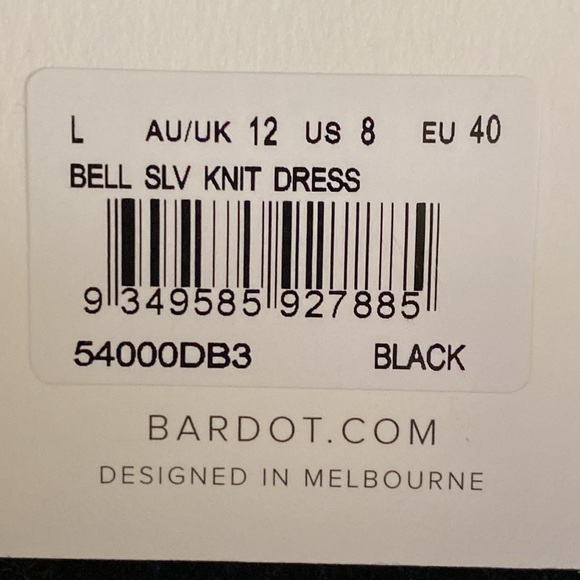 L AU/UK 12 US 8 EU 40
BELL SLV KNIT DRESS
9 349585 927885
54000DB3 BLACK
BARDOT.COM
DESIGNED IN MELBOURNE